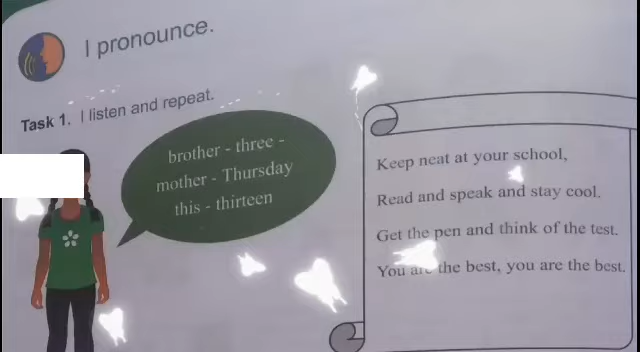 I pronounce.
Task 1. I listen and repeat.
brother - three -
mother - Thursday
this - thirteen
Keep neat at your school,
Read and speak and stay cool.
Get the pen and think of the test.
You are the best, you are the best.